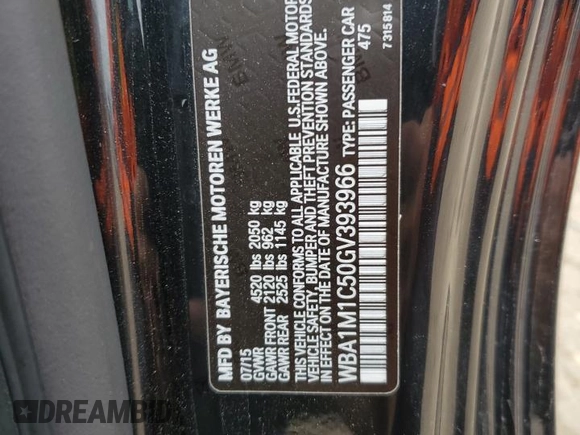 MFD BY BAYERISCHE MOTOREN WERKE AG
07/15
GVWR 4520 lbs 2050 kg
GAWR FRONT 2120 lbs 962 kg
GAWR REAR 2525 lbs 1145 kg
THIS VEHICLE CONFORMS TO ALL APPLICABLE U.S.FEDERAL MOTOR
SAFETY, BUMPER AND THEFT PREVENTION STANDARDS
IN EFFECT ON THE DATE OF MANUFACTURE SHOWN ABOVE.
WBA1M1C50GV393966 TYPE: PASSENGER CAR
475
7315814
DREAMBID